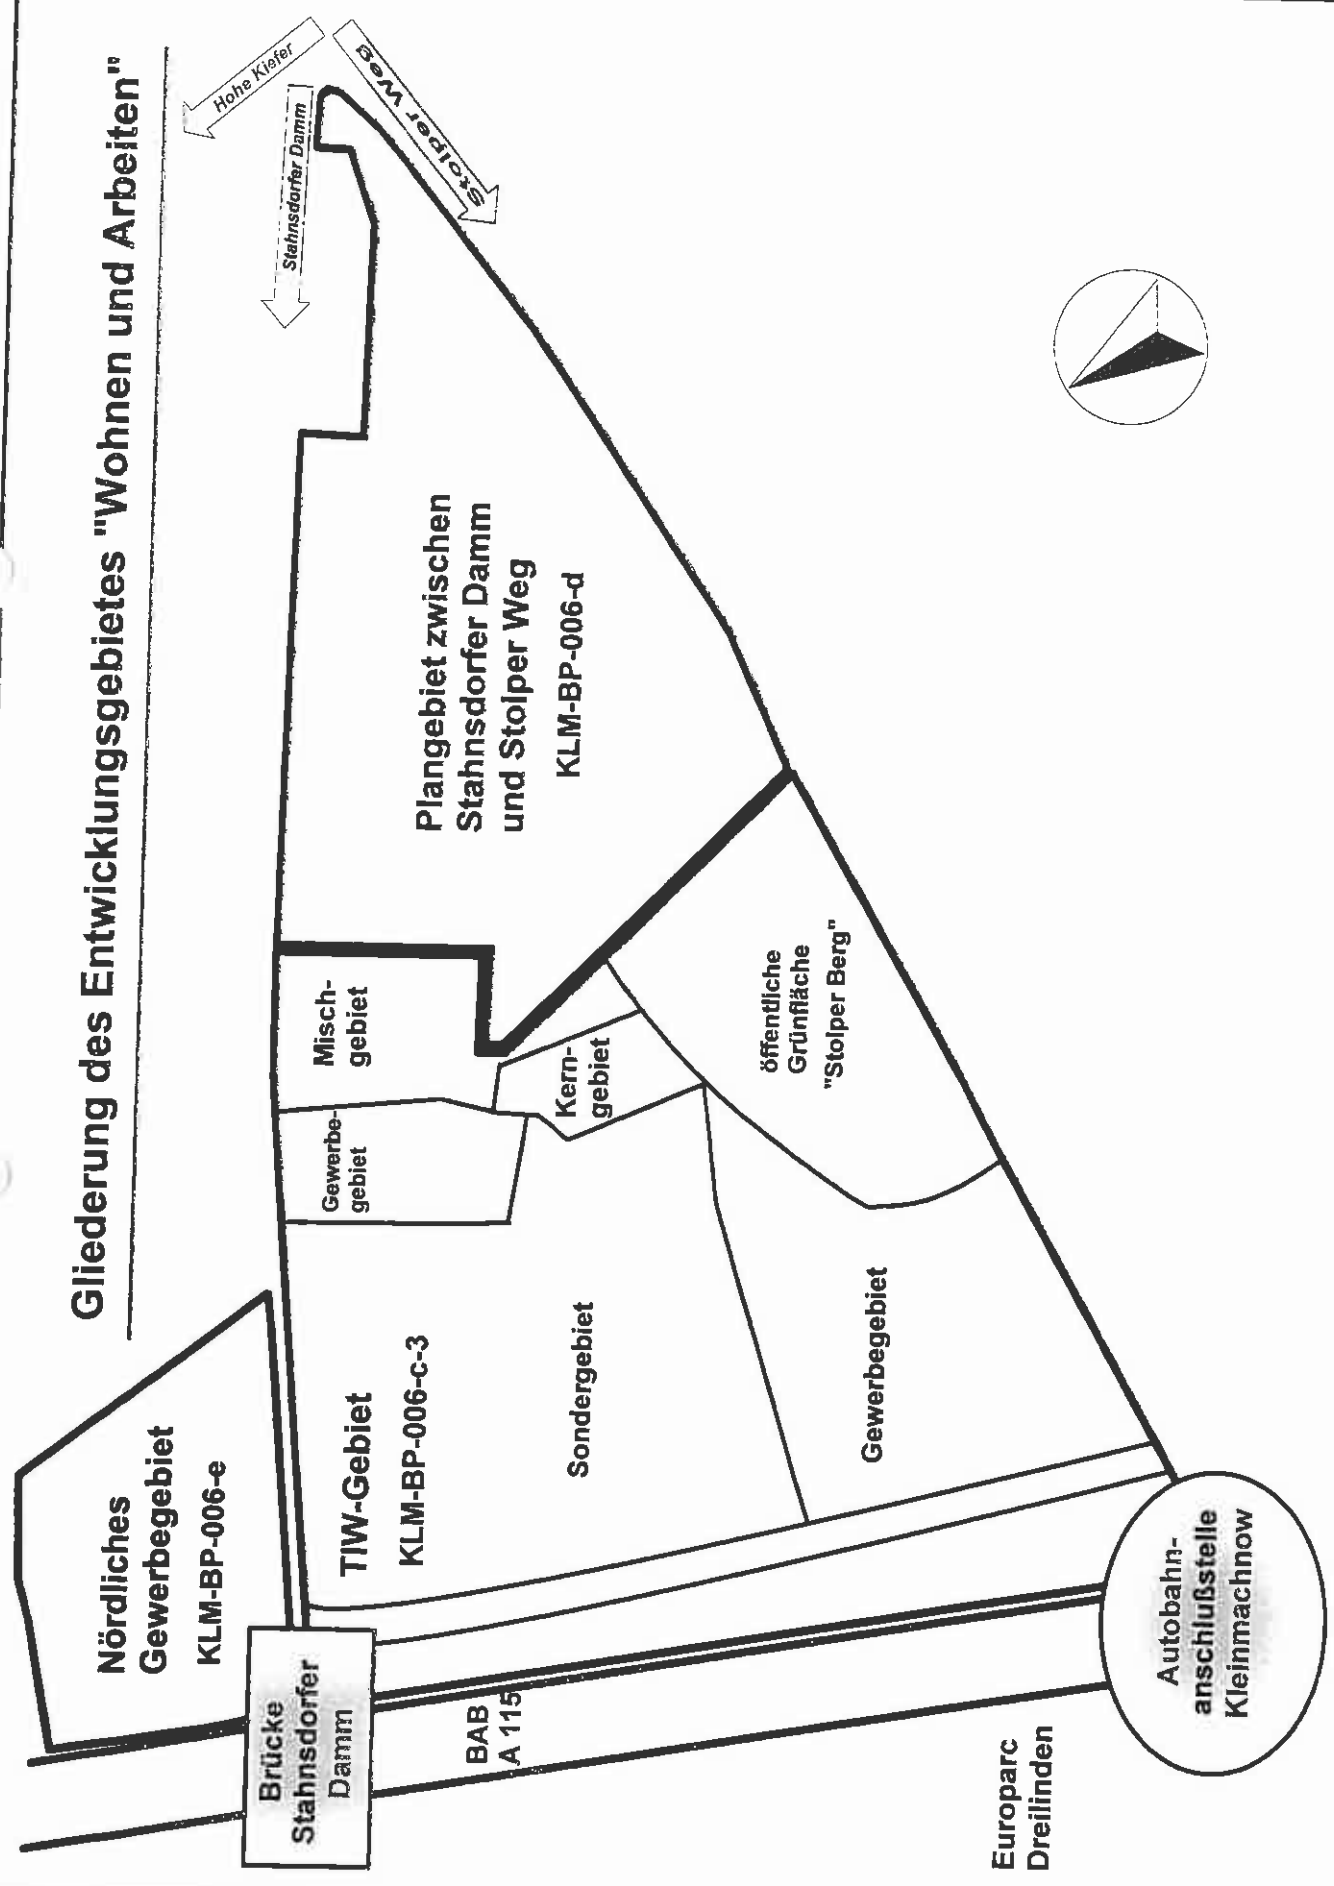 Gliederung des Entwicklungsgebietes "Wohnen und Arbeiten"
Nördliches
Gewerbegebiet
KLM-BP-006-e
Hohe Kiefer
Stahnsdorfer Damm
Stolper Weg
Brücke
Stahnsdorfer
Damm
TIW-Gebiet
KLM-BP-006-c-3
Gewerbe-
gebiet
Misch-
gebiet
Plangebiet zwischen
Stahnsdorfer Damm
und Stolper Weg
KLM-BP-006-d
BAB
A 115
Sondergebiet
Kern-
gebiet
öffentliche
Grünfläche
"Stolper Berg"
Gewerbegebiet
Europarc
Dreilinden
Autobahn-
anschlußstelle
Kleinmachnow